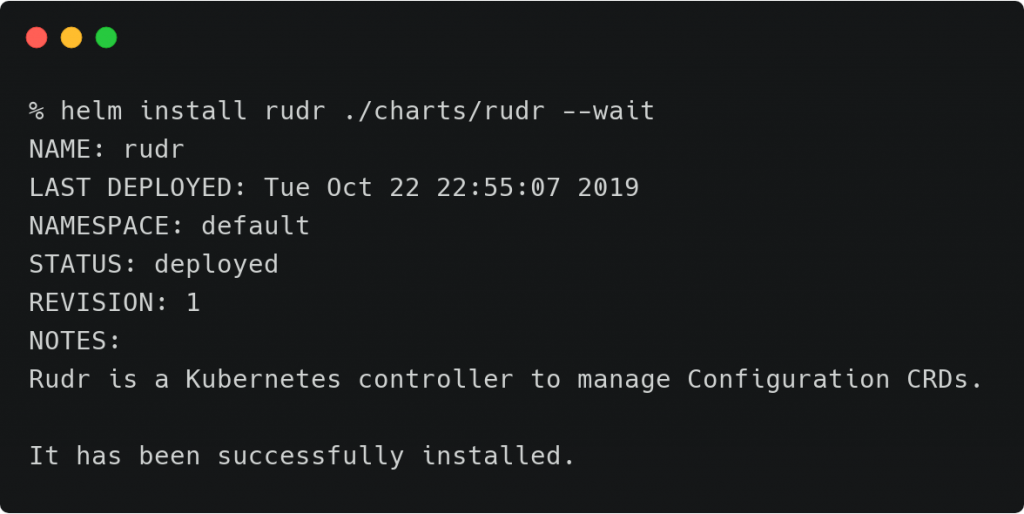 % helm install rudr ./charts/rudr --wait
NAME: rudr
LAST DEPLOYED: Tue Oct 22 22:55:07 2019
NAMESPACE: default
STATUS: deployed
REVISION: 1
NOTES:
Rudr is a Kubernetes controller to manage Configuration CRDs.
It has been successfully installed.